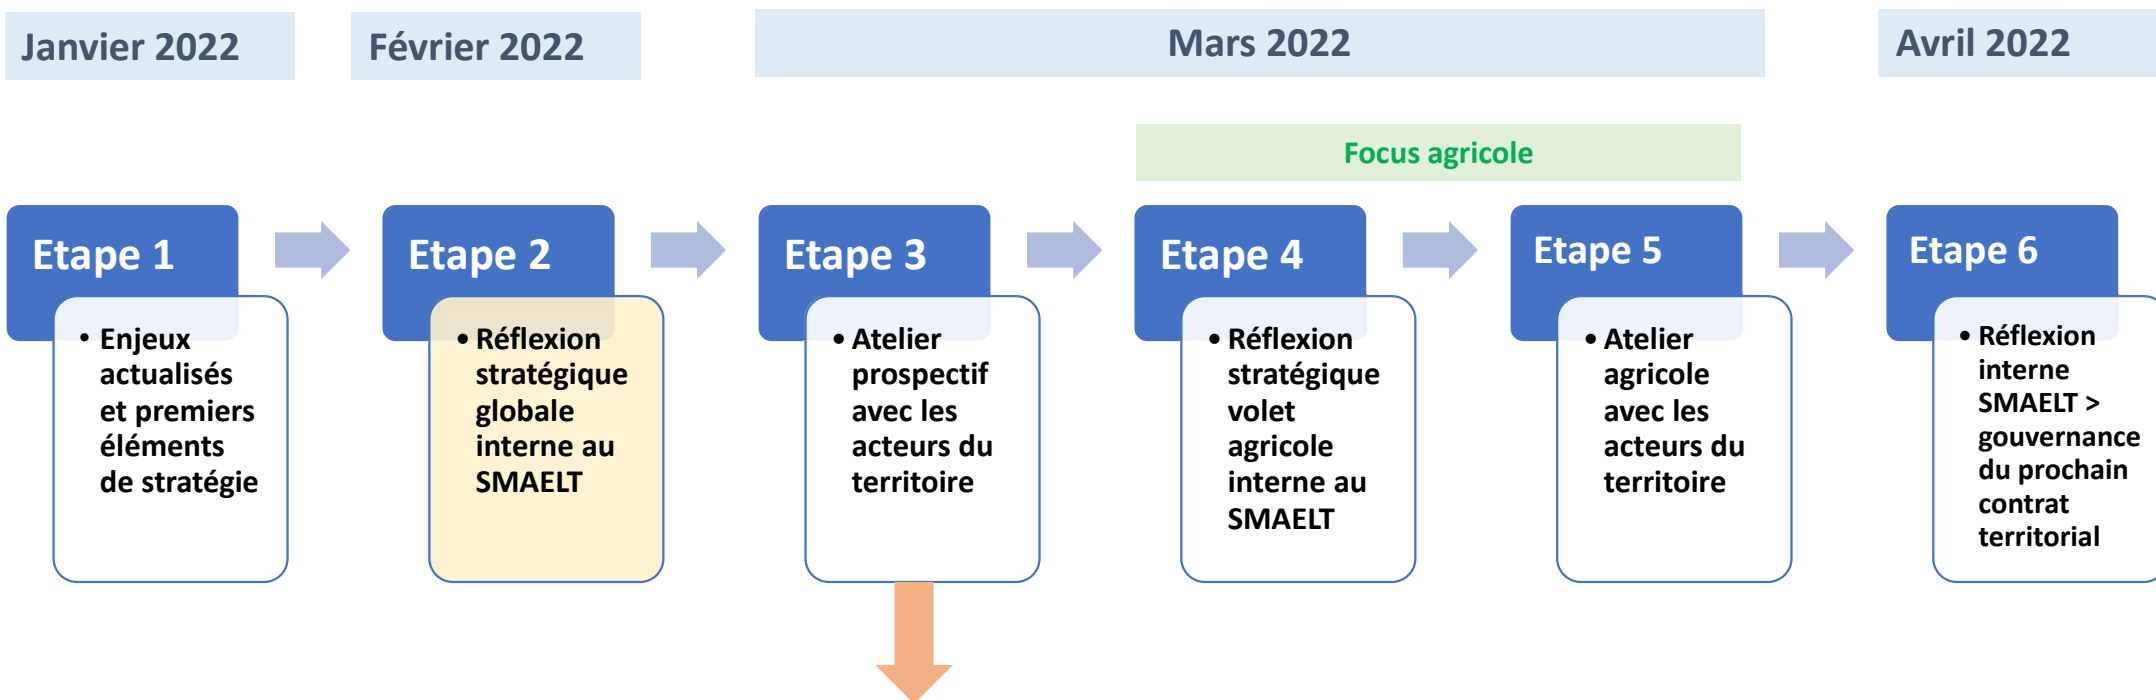 Janvier 2022
Février 2022
Mars 2022
Avril 2022
Focus agricole
Etape 1
• Enjeux
actualisés
et premiers
éléments
de stratégie
Etape 2
• Réflexion
stratégique
globale
interne au
SMAELT
Etape 3
• Atelier
prospectif
avec les
acteurs du
territoire
Etape 4
• Réflexion
stratégique
volet
agricole
interne au
SMAELT
Etape 5
• Atelier
agricole
avec les
acteurs du
territoire
Etape 6
• Réflexion
interne
SMAELT >
gouvernance
du prochain
contrat
territorial